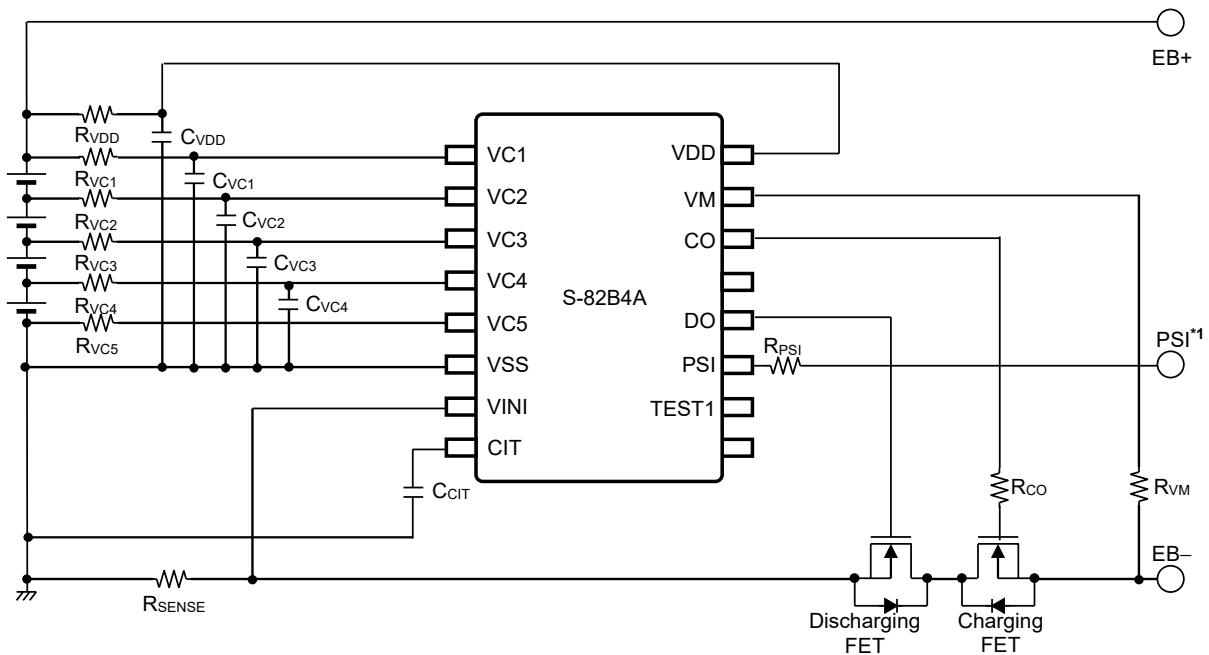 EB+
RVDD
CVDD
RVC1
CVC1
RVC2
CVC2
RVC3
CVC3
RVC4
CVC4
RVC5
VC1
VC2
VC3
VC4
VC5
VSS
VINI
CIT
S-82B4A
VDD
VM
CO
DO
PSI
TEST1
RPSI
PSI*1
CCIT
RCO
RVM
EB–
RSENSE
Discharging
FET
Charging
FET